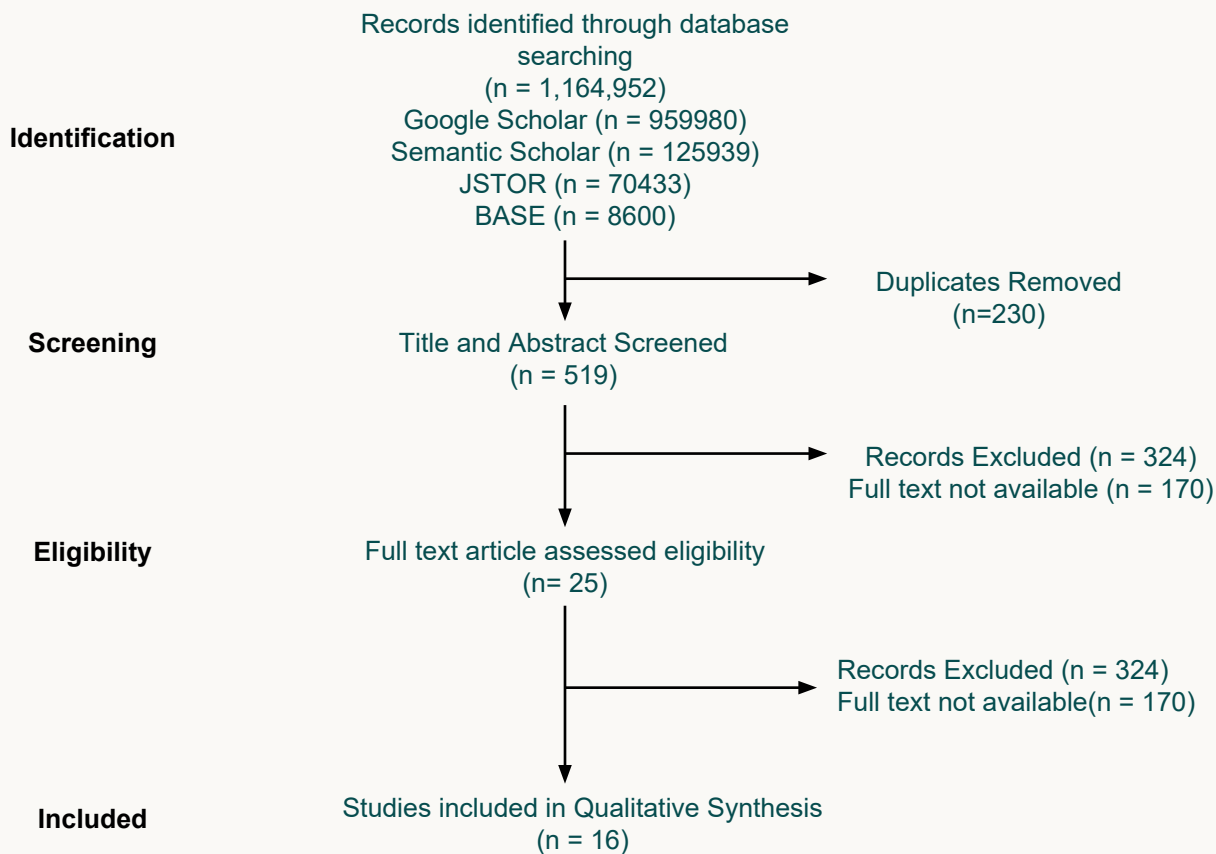 Records identified through database
searching
(n = 1,164,952)
Identification
Google Scholar (n = 959980)
Semantic Scholar (n = 125939)
JSTOR (n = 70433)
BASE (n = 8600)
Duplicates Removed
(n=230)
Screening
Title and Abstract Screened
(n = 519)
Records Excluded (n = 324)
Full text not available (n = 170)
Eligibility
Full text article assessed eligibility
(n= 25)
Records Excluded (n = 324)
Full text not available(n = 170)
Included
Studies included in Qualitative Synthesis
(n = 16)